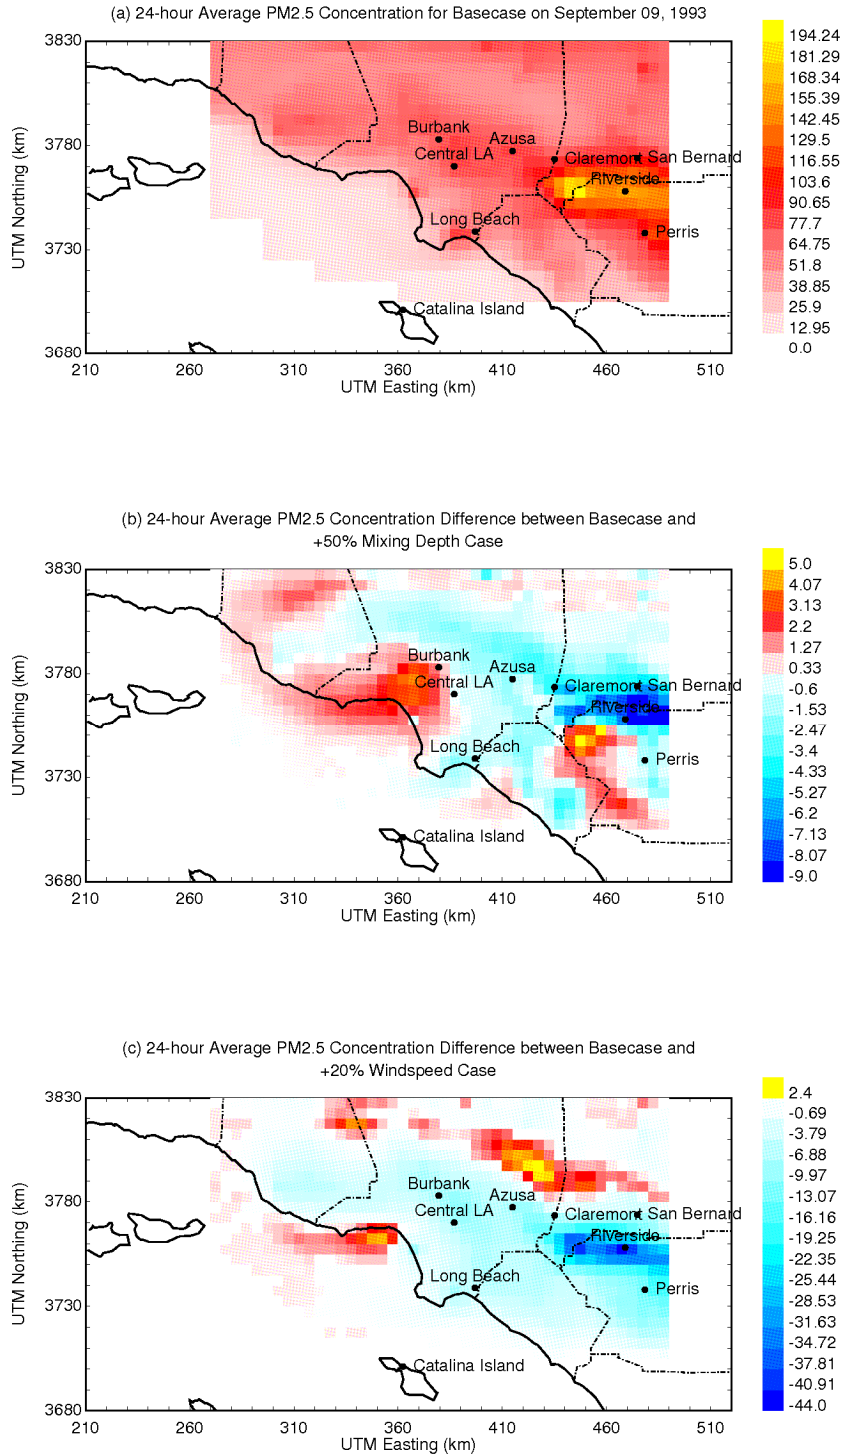 (a) 24-hour Average PM2.5 Concentration for Basecase on September 09, 1993
UTM Northing (km)
3830
3780
3730
3680
Burbank
Azusa
Central LA
Claremont
San Bernard
Riverside
Long Beach
Perris
Catalina Island
210
260
310
360
410
460
510
UTM Easting (km)
194.24
181.29
168.34
155.39
142.45
129.5
116.55
103.6
90.65
77.7
64.75
51.8
38.85
25.9
12.95
0.0
(b) 24-hour Average PM2.5 Concentration Difference between Basecase and
+50% Mixing Depth Case
UTM Northing (km)
3830
3780
3730
3680
Burbank
Azusa
Central LA
Claremont
San Bernard
Riverside
Long Beach
Perris
Catalina Island
210
260
310
360
410
460
510
UTM Easting (km)
5.0
4.07
3.13
2.2
1.27
0.33
-0.6
-1.53
-2.47
-3.4
-4.33
-5.27
-6.2
-7.13
-8.07
-9.0
(c) 24-hour Average PM2.5 Concentration Difference between Basecase and
+20% Windspeed Case
UTM Northing (km)
3830
3780
3730
3680
Burbank
Azusa
Central LA
Claremont
San Bernard
Riverside
Long Beach
Perris
Catalina Island
210
260
310
360
410
460
510
UTM Easting (km)
2.4
-0.69
-3.79
-6.88
-9.97
-13.07
-16.16
-19.25
-22.35
-25.44
-28.53
-31.63
-34.72
-37.81
-40.91
-44.0